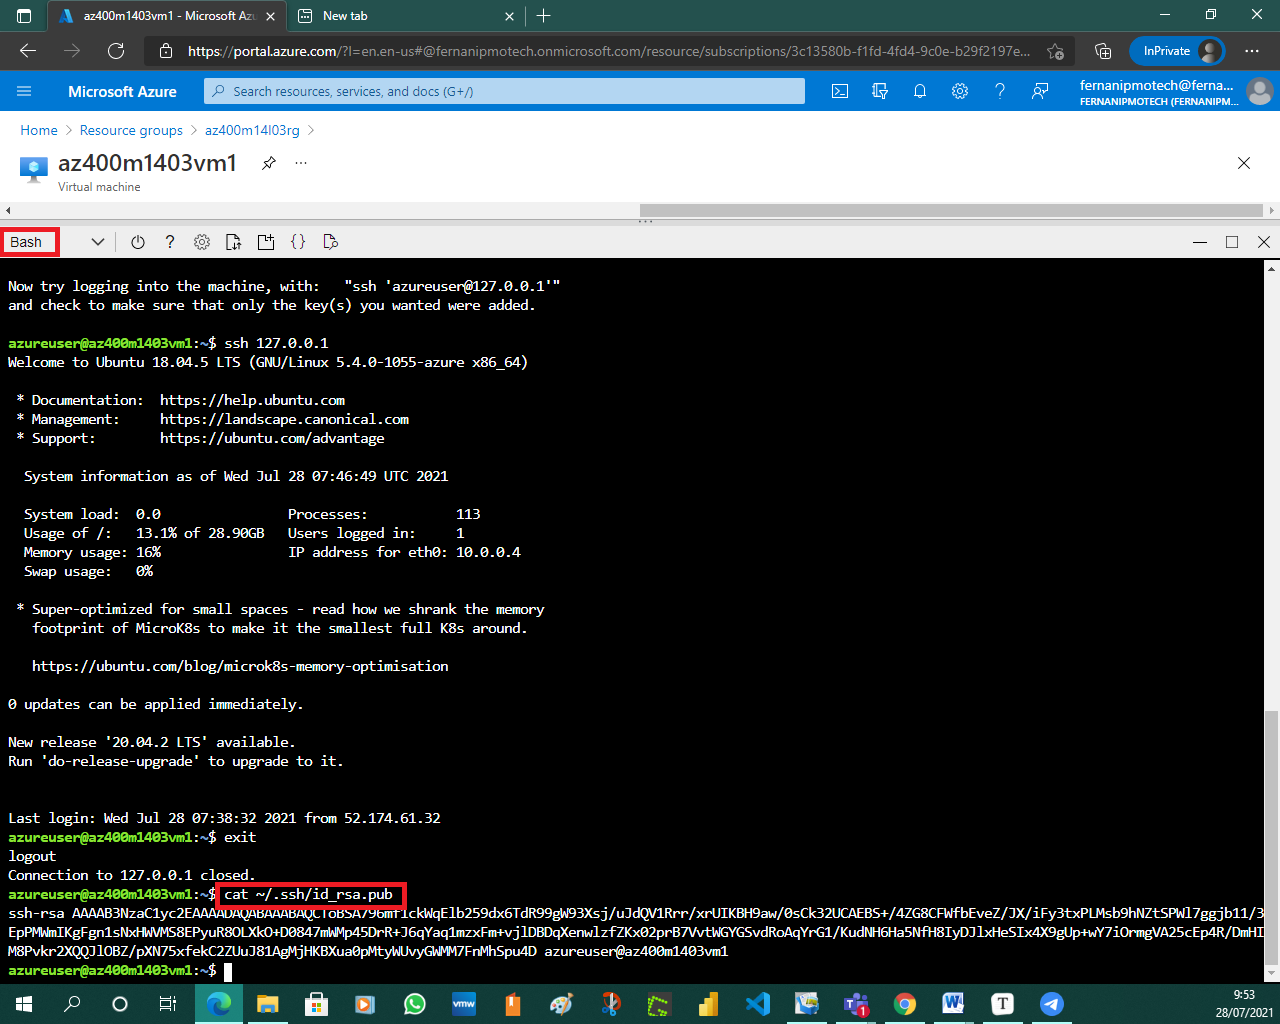 az400m1403vm1 - Microsoft Azu
New tab
https://portal.azure.com/?l=en.en-us#@fernanipmotech.onmicrosoft.com/resource/subscriptions/3c13580b-f1fd-4fd4-9c0e-b29f2197e...
InPrivate
Microsoft Azure
Search resources, services, and docs (G+/)
fernanipmotech@ferna...
FERNANIPMOTECH (FERNANIPM...
Home > Resource groups > az400m14l03rg >
az400m1403vm1
Virtual machine
Bash
Now try logging into the machine, with:   "ssh 'azureuser@127.0.0.1'"
and check to make sure that only the key(s) you wanted were added.
azureuser@az400m1403vm1:~$ ssh 127.0.0.1
Welcome to Ubuntu 18.04.5 LTS (GNU/Linux 5.4.0-1055-azure x86_64)
* Documentation:  https://help.ubuntu.com
* Management:     https://landscape.canonical.com
* Support:        https://ubuntu.com/advantage
System information as of Wed Jul 28 07:46:49 UTC 2021
System load:  0.0                Processes:           113
Usage of /:   13.1% of 28.90GB   Users logged in:     1
Memory usage: 16%                IP address for eth0: 10.0.0.4
Swap usage:   0%
* Super-optimized for small spaces - read how we shrank the memory
footprint of MicroK8s to make it the smallest full K8s around.
https://ubuntu.com/blog/microk8s-memory-optimisation
0 updates can be applied immediately.
New release '20.04.2 LTS' available.
Run 'do-release-upgrade' to upgrade to it.
Last login: Wed Jul 28 07:38:32 2021 from 52.174.61.32
azureuser@az400m1403vm1:~$ exit
logout
Connection to 127.0.0.1 closed.
azureuser@az400m1403vm1:~$ cat ~/.ssh/id_rsa.pub
ssh-rsa
EpPMWmIKgFgn1sNxHWVMS8EPyuR8OLXkO+D0847mWMp45DrR+J6qYaq1mzxFm+vjlDBDqXenwlzfZKx02prB7VvtWGYGSvdRoAqYrG1/KudNH6Ha5NfH8IyDJlxHeSIx4X9gUp+wY7iOrmgVA25cEp4R/DmHI
M8Pvkr2XQQJlOBZ/pXN75xfekC2ZUuJ81AgMjHKBXua0pMtyWUvyGWMM7FnMhSpu4D azureuser@az400m1403vm1
azureuser@az400m1403vm1:~$
vmw
1
W
T
9:53
28/07/2021